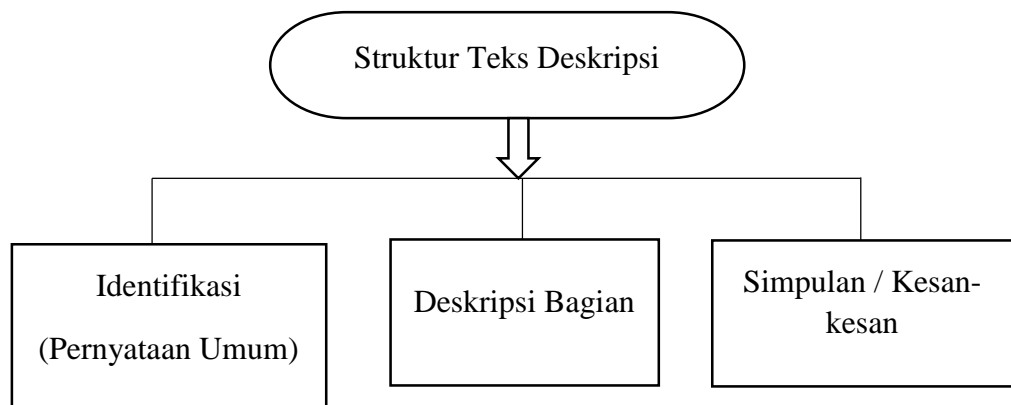 Struktur Teks Deskripsi
Identifikasi
(Pernyataan Umum)
Deskripsi Bagian
Simpulan / Kesan-
kesan